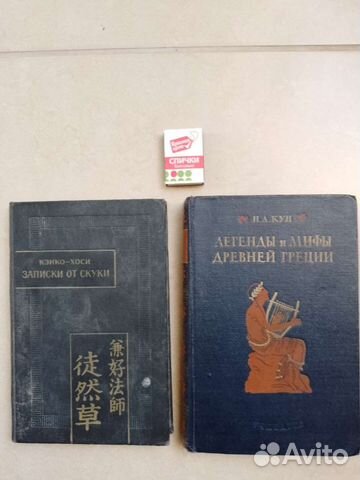 СПИЧКИ
КЭНКО-ХОСИ
ЗАПИСКИ ОТ СКУКИ
兼好法師
徒然草
Н.А.КУН
ЛЕГЕНДЫ и МИФЫ
ДРЕВНЕЙ ГРЕЦИИ
Avito